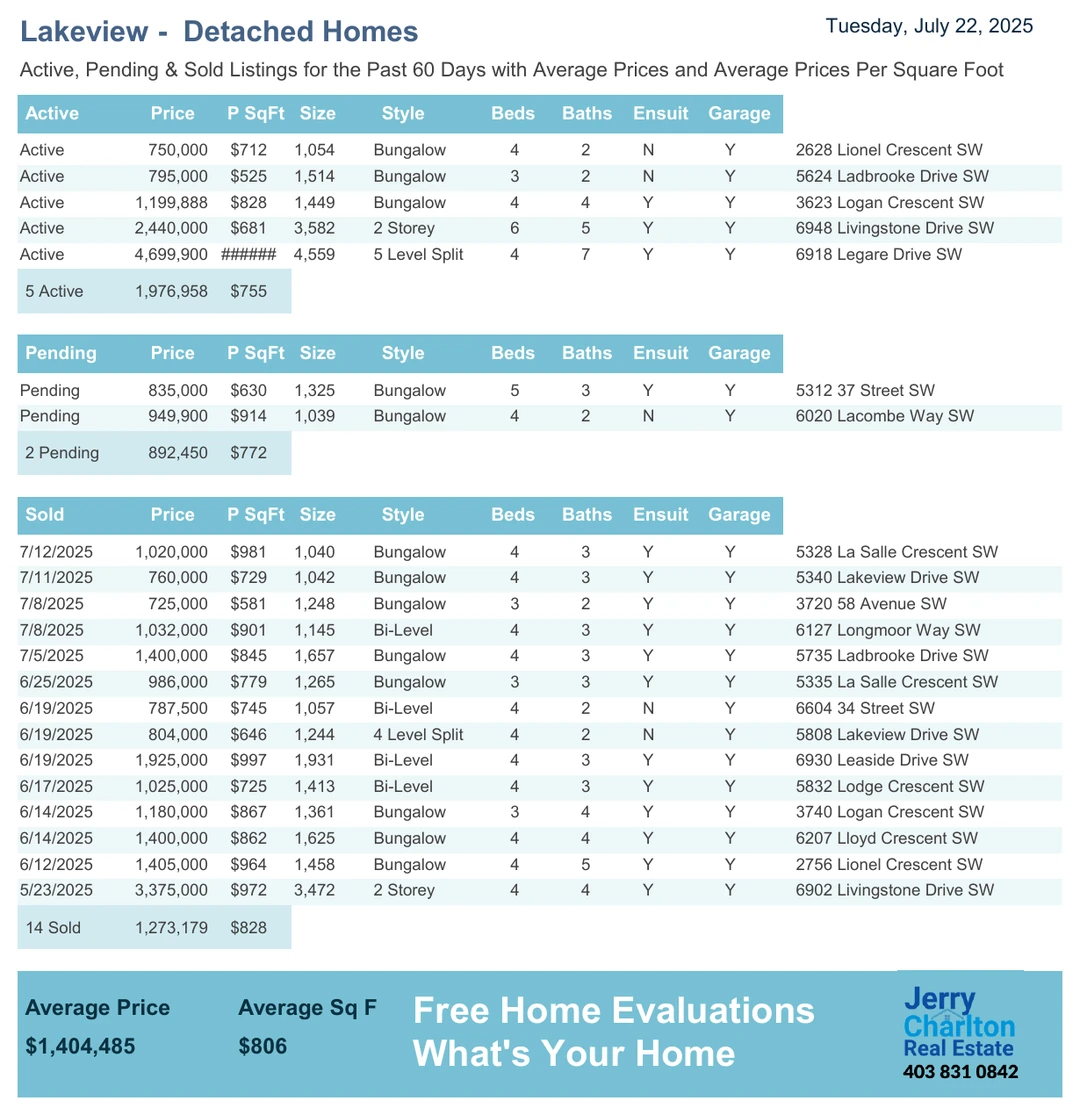 Lakeview -  Detached Homes
Tuesday, July 22, 2025
Active, Pending & Sold Listings for the Past 60 Days with Average Prices and Average Prices Per Square Foot
Active Price P SqFt Size Style Beds Baths Ensuit Garage
Active 750,000 $712 1,054 Bungalow 4 2 N Y 2628 Lionel Crescent SW
Active 795,000 $525 1,514 Bungalow 3 2 N Y 5624 Ladbrooke Drive SW
Active 1,199,888 $828 1,449 Bungalow 4 4 Y Y 3623 Logan Crescent SW
Active 2,440,000 $681 3,582 2 Storey 6 5 Y Y 6948 Livingstone Drive SW
Active 4,699,900 ###### 4,559 5 Level Split 4 7 Y Y 6918 Legare Drive SW
5 Active 1,976,958 $755
Pending Price P SqFt Size Style Beds Baths Ensuit Garage
Pending 835,000 $630 1,325 Bungalow 5 3 Y Y 5312 37 Street SW
Pending 949,900 $914 1,039 Bungalow 4 2 N Y 6020 Lacombe Way SW
2 Pending 892,450 $772
Sold Price P SqFt Size Style Beds Baths Ensuit Garage
7/12/2025 1,020,000 $981 1,040 Bungalow 4 3 Y Y 5328 La Salle Crescent SW
7/11/2025 760,000 $729 1,042 Bungalow 4 3 Y Y 5340 Lakeview Drive SW
7/8/2025 725,000 $581 1,248 Bungalow 3 2 Y Y 3720 58 Avenue SW
7/8/2025 1,032,000 $901 1,145 Bi-Level 4 3 Y Y 6127 Longmoor Way SW
7/5/2025 1,400,000 $845 1,657 Bungalow 4 3 Y Y 5735 Ladbrooke Drive SW
6/25/2025 986,000 $779 1,265 Bungalow 3 3 Y Y 5335 La Salle Crescent SW
6/19/2025 787,500 $745 1,057 Bi-Level 4 2 N Y 6604 34 Street SW
6/19/2025 804,000 $646 1,244 4 Level Split 4 2 N Y 5808 Lakeview Drive SW
6/19/2025 1,925,000 $997 1,931 Bi-Level 4 3 Y Y 6930 Leaside Drive SW
6/17/2025 1,025,000 $725 1,413 Bi-Level 4 3 Y Y 5832 Lodge Crescent SW
6/14/2025 1,180,000 $867 1,361 Bungalow 3 4 Y Y 3740 Logan Crescent SW
6/14/2025 1,400,000 $862 1,625 Bungalow 4 4 Y Y 6207 Lloyd Crescent SW
6/12/2025 1,405,000 $964 1,458 Bungalow 4 5 Y Y 2756 Lionel Crescent SW
5/23/2025 3,375,000 $972 3,472 2 Storey 4 4 Y Y 6902 Livingstone Drive SW
14 Sold 1,273,179 $828
Average Price Average Sq F
$1,404,485 $806
Free Home Evaluations
What's Your Home
Jerry
Charlton
Real Estate
403 831 0842